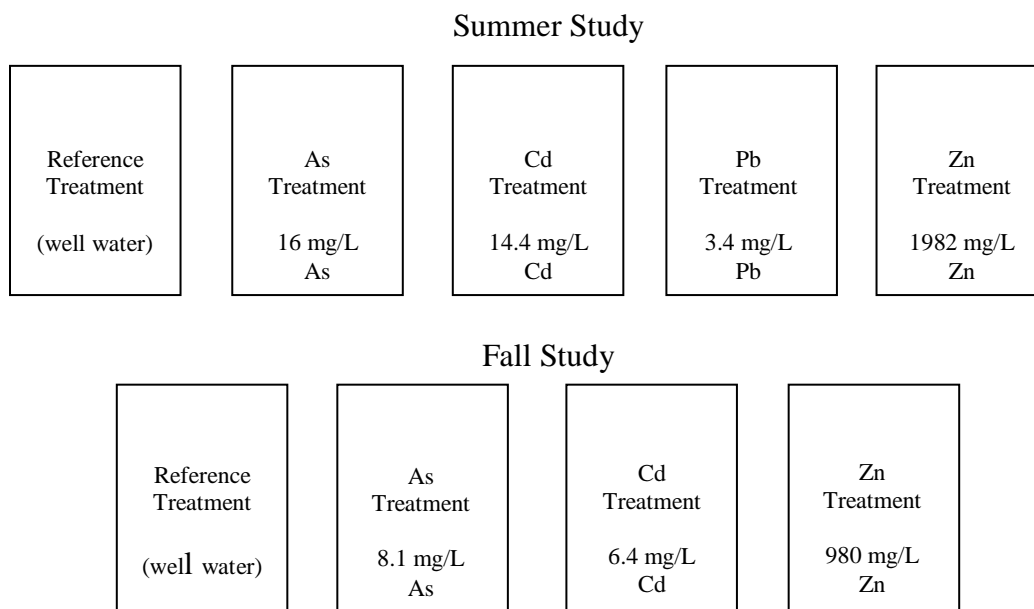 Summer Study
Reference
Treatment
(well water)
As
Treatment
16 mg/L
As
Cd
Treatment
14.4 mg/L
Cd
Pb
Treatment
3.4 mg/L
Pb
Zn
Treatment
1982 mg/L
Zn
Fall Study
Reference
Treatment
(well water)
As
Treatment
8.1 mg/L
As
Cd
Treatment
6.4 mg/L
Cd
Zn
Treatment
980 mg/L
Zn